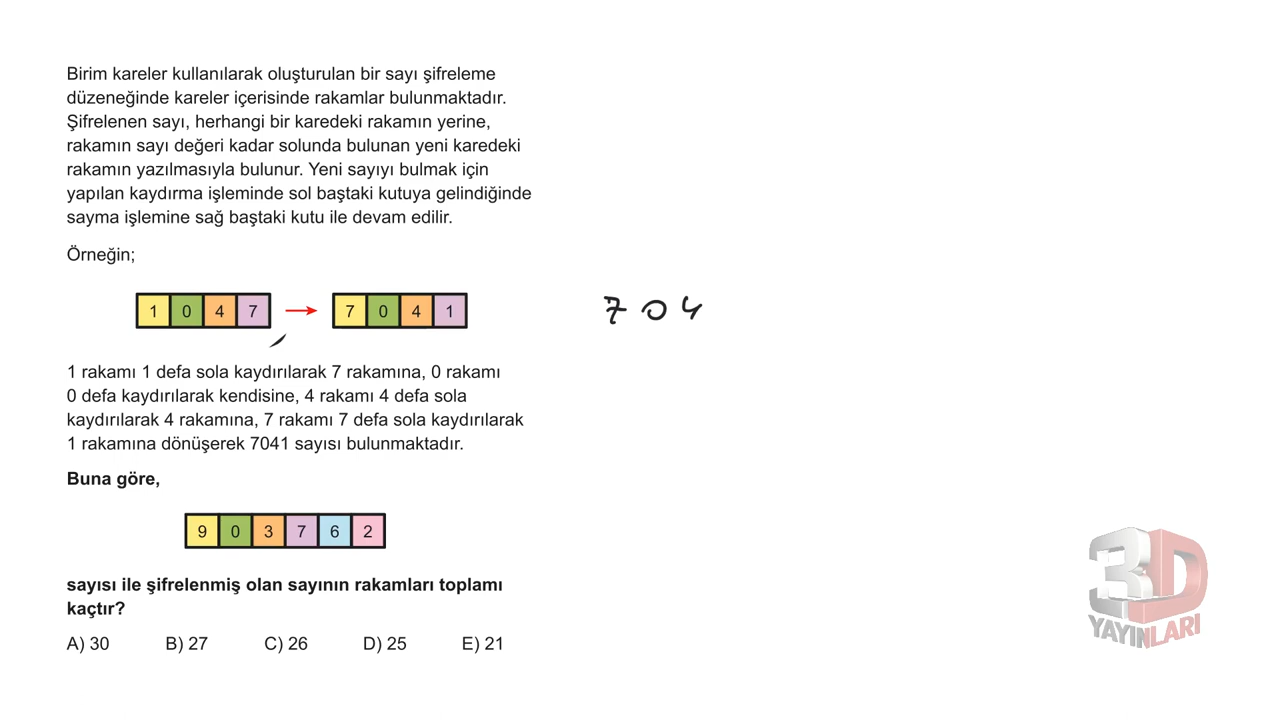 Birim kareler kullanılarak oluşturulan bir sayı şifreleme
düzeneğinde kareler içerisinde rakamlar bulunmaktadır.
Şifrelenen sayı, herhangi bir karedeki rakamın yerine,
rakamın sayı değeri kadar solunda bulunan yeni karedeki
rakamın yazılmasıyla bulunur. Yeni sayıyı bulmak için
yapılan kaydırma işleminde sol baştaki kutuya gelindiğinde
sayma işlemine sağ baştaki kutu ile devam edilir.
Örneğin;
1 0 4 7 → 7 0 4 1
7 0 4
1 rakamı 1 defa sola kaydırılarak 7 rakamına, 0 rakamı
0 defa kaydırılarak kendisine, 4 rakamı 4 defa sola
kaydırılarak 4 rakamına, 7 rakamı 7 defa sola kaydırılarak
1 rakamına dönüşerek 7041 sayısı bulunmaktadır.
Buna göre,
9 0 3 7 6 2
sayısı ile şifrelenmiş olan sayının rakamları toplamı
kaçtır?
A) 30 B) 27 C) 26 D) 25 E) 21
3D
YAYINLARI